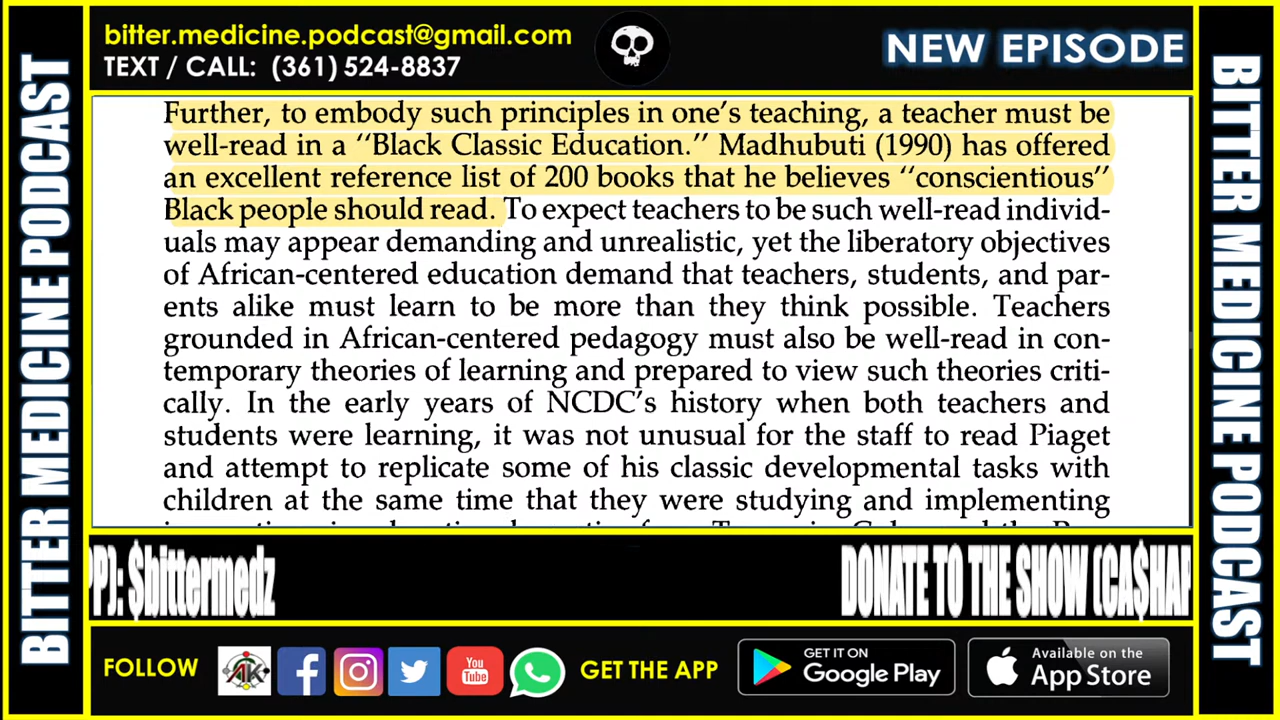 bitter.medicine.podcast@gmail.com
TEXT / CALL: (361) 524-8837
NEW EPISODE
BITTER MEDICINE PODCAST
Further, to embody such principles in one's teaching, a teacher must be
well-read in a ''Black Classic Education.'' Madhubuti (1990) has offered
an excellent reference list of 200 books that he believes ''conscientious''
Black people should read. To expect teachers to be such well-read individ-
uals may appear demanding and unrealistic, yet the liberatory objectives
of African-centered education demand that teachers, students, and par-
ents alike must learn to be more than they think possible. Teachers
grounded in African-centered pedagogy must also be well-read in con-
temporary theories of learning and prepared to view such theories criti-
cally. In the early years of NCDC's history when both teachers and
students were learning, it was not unusual for the staff to read Piaget
and attempt to replicate some of his classic developmental tasks with
children at the same time that they were studying and implementing
BITTER MEDICINE PODCAST
PP): $bittermedz
DONATE TO THE SHOW (CA$HAP
FOLLOW
ATK
You
Tube
GET THE APP
GET IT ON
Google Play
Available on the
App Store